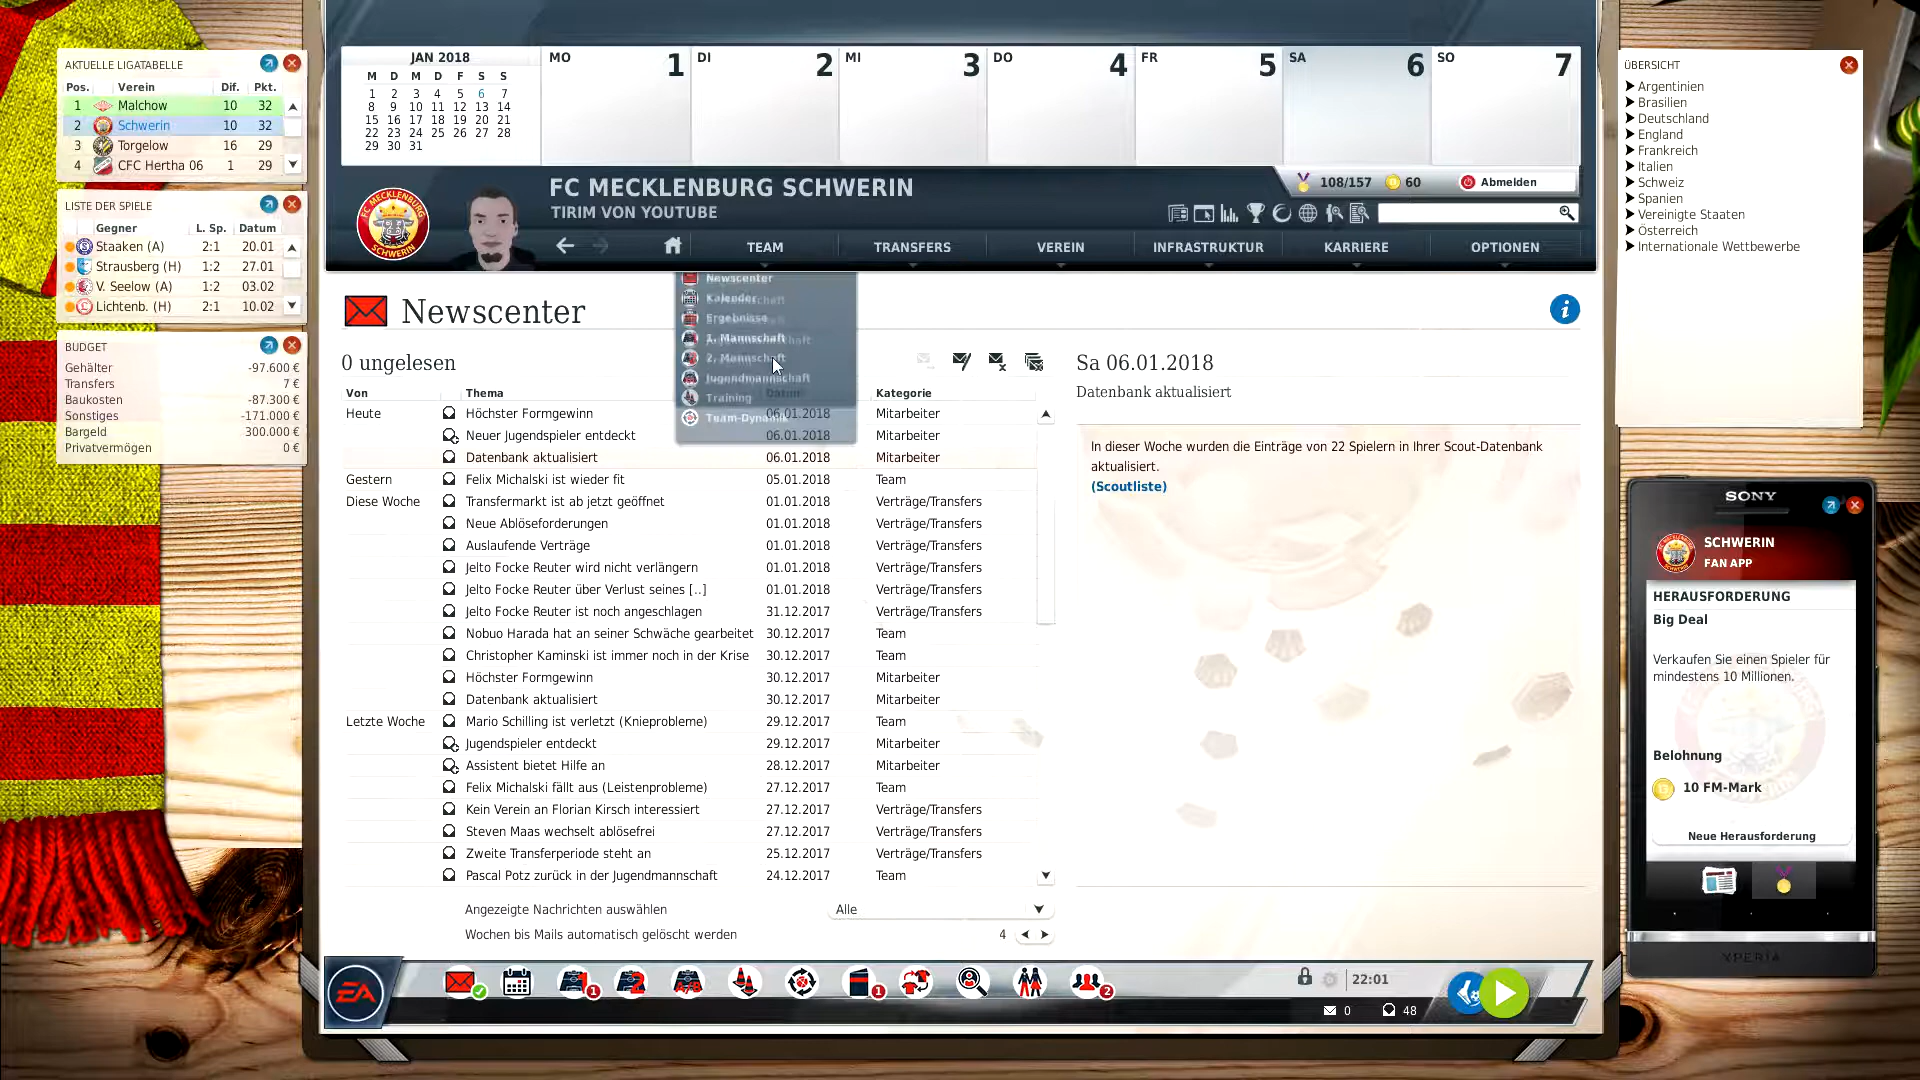 AKTUELLE LIGATABELLE
Pos. Verein Dif. Pkt.
1 Malchow 10 32
2 Schwerin 10 32
3 Torgelow 16 29
4 CFC Hertha 06 1 29
LISTE DER SPIELE
Gegner L. Sp. Datum
Staaken (A) 2:1 20.01
Strausberg (H) 1:2 27.01
V. Seelow (A) 1:2 03.02
Lichtenb. (H) 2:1 10.02
BUDGET
Gehälter -97.600 €
Transfers 7 €
Baukosten -87.300 €
Sonstiges -171.000 €
Bargeld 300.000 €
Privatvermögen 0 €
JAN 2018
M D M D F S S
1 2 3 4 5 6 7
8 9 10 11 12 13 14
15 16 17 18 19 20 21
22 23 24 25 26 27 28
29 30 31
MO 1 DI 2 MI 3 DO 4 FR 5 SA 6 SO 7
FC MECKLENBURG SCHWERIN
TIRIM VON YOUTUBE
108/157 60 Abmelden
TEAM TRANSFERS VEREIN INFRASTRUKTUR KARRIERE OPTIONEN
Newscenter
Kalender
Ergebnisse
1. Mannschaft
2. Mannschaft
Jugendmannschaft
Training
Team-Dynamik
Newscenter
0 ungelesen
Von Thema Datum Kategorie
Heute Höchster Formgewinn 06.01.2018 Mitarbeiter
Neuer Jugendspieler entdeckt 06.01.2018 Mitarbeiter
Datenbank aktualisiert 06.01.2018 Mitarbeiter
Gestern Felix Michalski ist wieder fit 05.01.2018 Team
Diese Woche Transfermarkt ist ab jetzt geöffnet 01.01.2018 Verträge/Transfers
Neue Ablöseforderungen 01.01.2018 Verträge/Transfers
Auslaufende Verträge 01.01.2018 Verträge/Transfers
Jelto Focke Reuter wird nicht verlängern 01.01.2018 Verträge/Transfers
Jelto Focke Reuter über Verlust seines [..] 01.01.2018 Verträge/Transfers
Jelto Focke Reuter ist noch angeschlagen 31.12.2017 Verträge/Transfers
Nobuo Harada hat an seiner Schwäche gearbeitet 30.12.2017 Team
Christopher Kaminski ist immer noch in der Krise 30.12.2017 Team
Höchster Formgewinn 30.12.2017 Mitarbeiter
Datenbank aktualisiert 30.12.2017 Mitarbeiter
Letzte Woche Mario Schilling ist verletzt (Knieprobleme) 29.12.2017 Team
Jugendspieler entdeckt 29.12.2017 Mitarbeiter
Assistent bietet Hilfe an 28.12.2017 Mitarbeiter
Felix Michalski fällt aus (Leistenprobleme) 27.12.2017 Team
Kein Verein an Florian Kirsch interessiert 27.12.2017 Verträge/Transfers
Steven Maas wechselt ablösefrei 27.12.2017 Verträge/Transfers
Zweite Transferperiode steht an 25.12.2017 Verträge/Transfers
Pascal Potz zurück in der Jugendmannschaft 24.12.2017 Team
Angezeigte Nachrichten auswählen Alle
Wochen bis Mails automatisch gelöscht werden 4
Sa 06.01.2018
Datenbank aktualisiert
In dieser Woche wurden die Einträge von 22 Spielern in Ihrer Scout-Datenbank
aktualisiert.
(Scoutliste)
EA
1 1 2
22:01
0 48
ÜBERSICHT
Argentinien
Brasilien
Deutschland
England
Frankreich
Italien
Schweiz
Spanien
Vereinigte Staaten
Österreich
Internationale Wettbewerbe
SONY
SCHWERIN
FAN APP
HERAUSFORDERUNG
Big Deal
Verkaufen Sie einen Spieler für
mindestens 10 Millionen.
Belohnung
10 FM-Mark
Neue Herausforderung
XPERIA